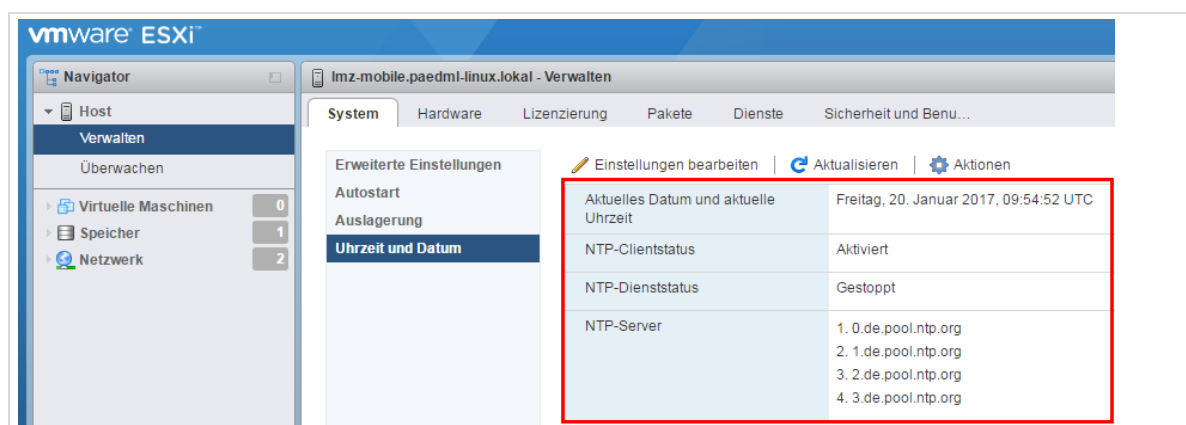 vmware® ESXi™
Navigator
lmz-mobile.paedml-linux.lokal - Verwalten
Host
Verwalten
Überwachen
Virtuelle Maschinen 0
Speicher 1
Netzwerk 2
System Hardware Lizenzierung Pakete Dienste Sicherheit und Benu...
Erweiterte Einstellungen
Autostart
Auslagerung
Uhrzeit und Datum
Einstellungen bearbeiten | Aktualisieren | Aktionen
Aktuelles Datum und aktuelle
Uhrzeit
Freitag, 20. Januar 2017, 09:54:52 UTC
NTP-Clientstatus Aktiviert
NTP-Dienststatus Gestoppt
NTP-Server 1. 0.de.pool.ntp.org
2. 1.de.pool.ntp.org
3. 2.de.pool.ntp.org
4. 3.de.pool.ntp.org